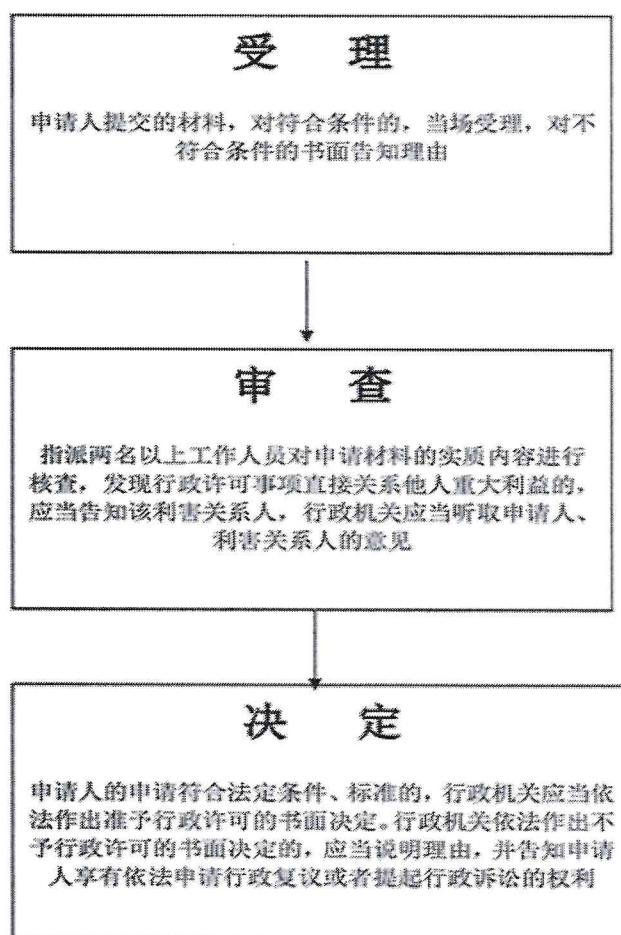 受 理
申请人提交的材料，对符合条件的，当场受理，对不
符合条件的书面告知理由
审 查
指派两名以上工作人员对申请材料的实质内容进行
核查，发现行政许可事项直接关系他人重大利益的，
应当告知该利害关系人，行政机关应当听取申请人、
利害关系人的意见
决 定
申请人的申请符合法定条件、标准的，行政机关应当依
法作出准予行政许可的书面决定。行政机关依法作出不
予行政许可的书面决定的，应当说明理由，并告知申请
人享有依法申请行政复议或者提起行政诉讼的权利